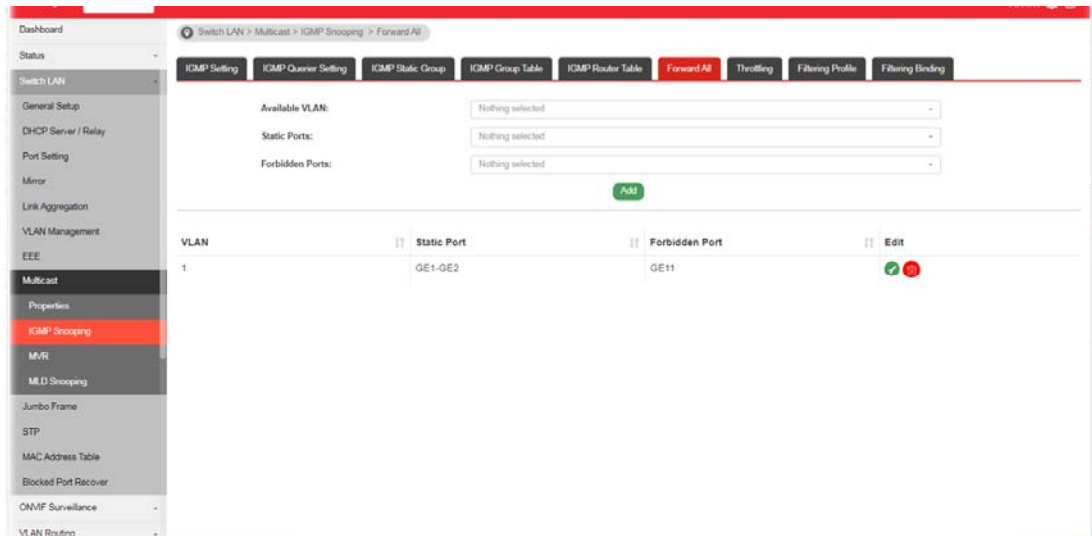 Dashboard
Status
Switch LAN
General Setup
DHCP Server / Relay
Port Setting
Mirror
Link Aggregation
VLAN Management
EEE
Multicast
Properties
IGMP Snooping
MVR
MLD Snooping
Jumbo Frame
STP
MAC Address Table
Blocked Port Recover
ONVIF Surveillance
VLAN Routing
Switch LAN > Multicast > IGMP Snooping > Forward All
IGMP Setting
IGMP Querier Setting
IGMP Static Group
IGMP Group Table
IGMP Router Table
Forward All
Throttling
Filtering Profile
Filtering Binding
Available VLAN: Nothing selected
Static Ports: Nothing selected
Forbidden Ports: Nothing selected
Add
VLAN Static Port Forbidden Port Edit
1 GE1-GE2 GE11